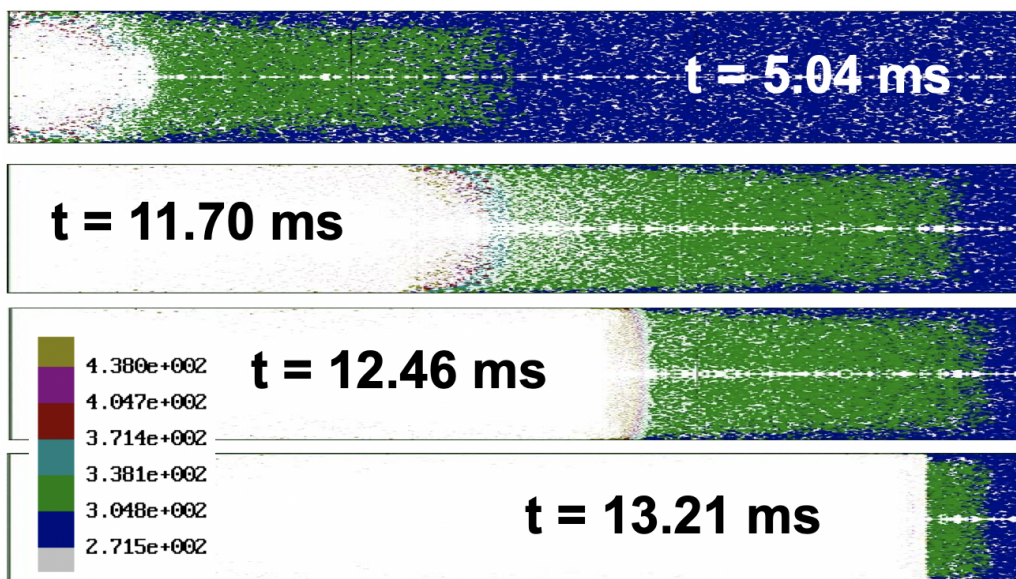 t = 5.04 ms
t = 11.70 ms
t = 12.46 ms
4.380e+002
4.047e+002
3.714e+002
3.381e+002
3.048e+002
2.715e+002
t = 13.21 ms